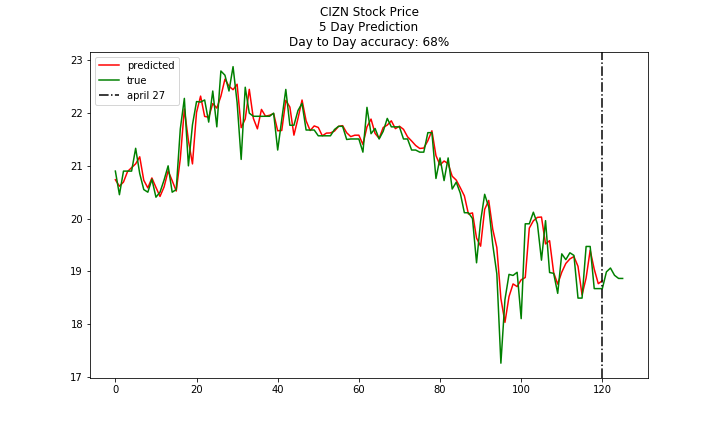 CIZN Stock Price
5 Day Prediction
Day to Day accuracy: 68%
predicted
true
april 27
23
22
21
20
19
18
17
0 20 40 60 80 100 120